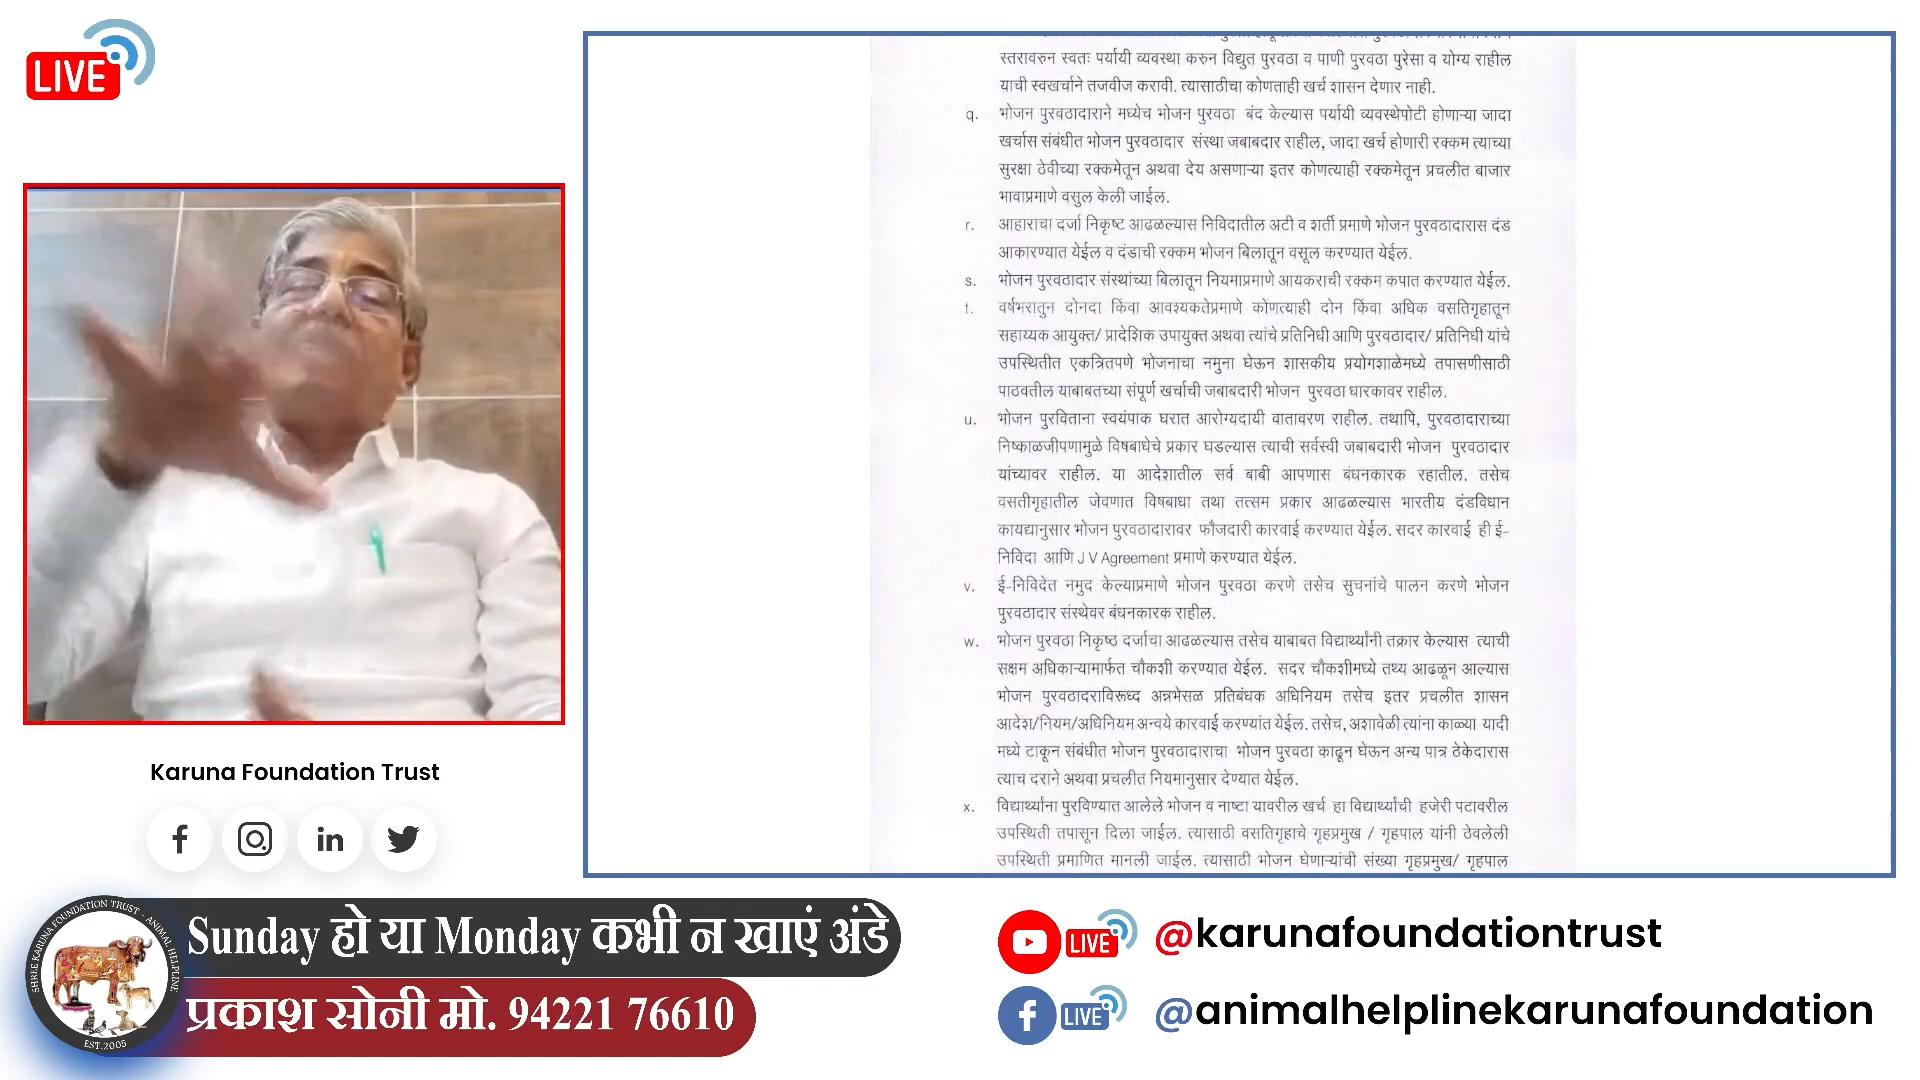 LIVE
स्तरावरुन स्वतः पर्यायी व्यवस्था करुन विद्युत पुरवठा व पाणी पुरवठा पुरेसा व योग्य राहील
याची स्वखर्चाने तजवीज करावी. त्यासाठीचा कोणताही खर्च शासन देणार नाही.
q. भोजन पुरवठादाराने मध्येच भोजन पुरवठा बंद केल्यास पर्यायी व्यवस्थेपोटी होणाऱ्या जादा
खर्चास संबंधीत भोजन पुरवठादार संस्था जबाबदार राहील, जादा खर्च होणारी रक्कम त्याच्या
सुरक्षा ठेवीच्या रक्कमेतून अथवा देय असणाऱ्या इतर कोणत्याही रक्कमेतून प्रचलीत बाजार
भावाप्रमाणे वसुल केली जाईल.
r. आहाराचा दर्जा निकृष्ट आढळल्यास निविदातील अटी व शर्ती प्रमाणे भोजन पुरवठादारास दंड
आकारण्यात येईल व दंडाची रक्कम भोजन बिलातून वसूल करण्यात येईल.
s. भोजन पुरवठादार संस्थांच्या बिलातून नियमाप्रमाणे आयकराची रक्कम कपात करण्यात येईल.
t. वर्षभरातुन दोनदा किंवा आवश्यकतेप्रमाणे कोणत्याही दोन किंवा अधिक वसतिगृहातून
सहाय्यक आयुक्त/ प्रादेशिक उपायुक्त अथवा त्यांचे प्रतिनिधी आणि पुरवठादार/ प्रतिनिधी यांचे
उपस्थितीत एकत्रितपणे भोजनाचा नमुना घेऊन शासकीय प्रयोगशाळेमध्ये तपासणीसाठी
पाठवतील याबाबतच्या संपूर्ण खर्चाची जबाबदारी भोजन पुरवठा धारकावर राहील.
u. भोजन पुरविताना स्वयंपाक घरात आरोग्यदायी वातावरण राहील. तथापि, पुरवठादाराच्या
निष्काळजीपणामुळे विषबाधेचे प्रकार घडल्यास त्याची सर्वस्वी जबाबदारी भोजन पुरवठादार
यांच्यावर राहील. या आदेशातील सर्व बाबी आपणास बंधनकारक रहातील. तसेच
वसतीगृहातील जेवणात विषबाधा तथा तत्सम प्रकार आढळल्यास भारतीय दंडविधान
कायद्यानुसार भोजन पुरवठादारावर फौजदारी कारवाई करण्यात येईल. सदर कारवाई ही ई-
निविदा आणि J V Agreement प्रमाणे करण्यात येईल.
v. ई-निविदेत नमुद केल्याप्रमाणे भोजन पुरवठा करणे तसेच सुचनांचे पालन करणे भोजन
पुरवठादार संस्थेवर बंधनकारक राहील.
w. भोजन पुरवठा निकृष्ठ दर्जाचा आढळल्यास तसेच याबाबत विद्यार्थ्यांनी तक्रार केल्यास त्याची
सक्षम अधिकाऱ्यामार्फत चौकशी करण्यात येईल. सदर चौकशीमध्ये तथ्य आढळून आल्यास
भोजन पुरवठादराविरूध्द अन्नभेसळ प्रतिबंधक अधिनियम तसेच इतर प्रचलीत शासन
आदेश/नियम/अधिनियम अन्वये कारवाई करण्यांत येईल. तसेच, अशावेळी त्यांना काळ्या यादी
मध्ये टाकून संबंधीत भोजन पुरवठादाराचा भोजन पुरवठा काढून घेऊन अन्य पात्र ठेकेदारास
त्याच दराने अथवा प्रचलीत नियमानुसार देण्यात येईल.
x. विद्यार्थ्यांना पुरविण्यात आलेले भोजन व नाष्टा यावरील खर्च हा विद्यार्थ्यांची हजेरी पटावरील
उपस्थिती तपासून दिला जाईल. त्यासाठी वसतिगृहाचे गृहप्रमुख / गृहपाल यांनी ठेवलेली
उपस्थिती प्रमाणित मानली जाईल. त्यासाठी भोजन घेणाऱ्यांची संख्या गृहप्रमुख/ गृहपाल
Karuna Foundation Trust
SHREE KARUNA FOUNDATION TRUST - ANIMAL HELPLINE
EST.2005
Sunday हो या Monday कभी न खाएं अंडे
प्रकाश सोनी मो. 94221 76610
LIVE @karunafoundationtrust
LIVE @animalhelplinekarunafoundation